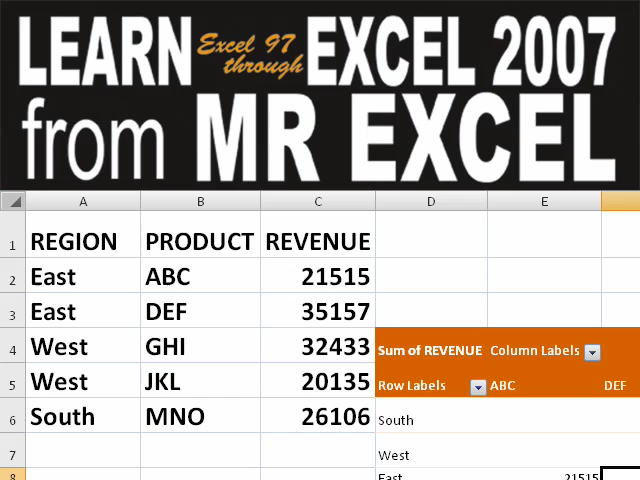 LEARN Excel 97 through EXCEL 2007
from MR EXCEL
A B C D E
1 REGION PRODUCT REVENUE
2 East ABC 21515
3 East DEF 35157
4 West GHI 32433 Sum of REVENUE Column Labels
5 West JKL 20135 Row Labels ABC DEF
6 South MNO 26106 South
7 West
8 East 21515